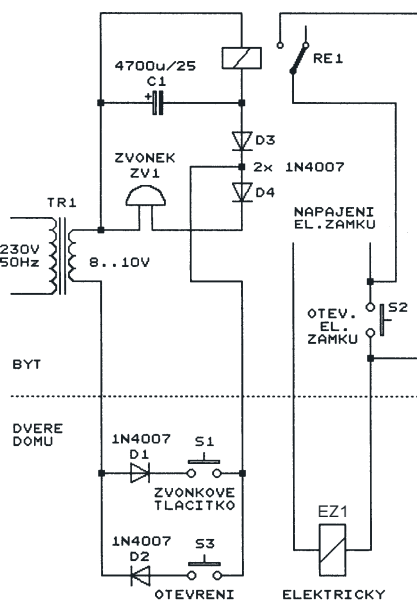 4700u/25
C1
+
RE1
D3
2x 1N4007
D4
ZVONEK
ZV1
TR1
NAPAJENI
EL.ZAMKU
230V
50Hz
8..10V
S2
OTEV.
EL.
ZAMKU
BYT
DVERE
DOMU
1N4007
D1
S1
ZVONKOVE
TLACITKO
EZ1
1N4007
D2
S3
OTEVRENI
ELEKTRICKY